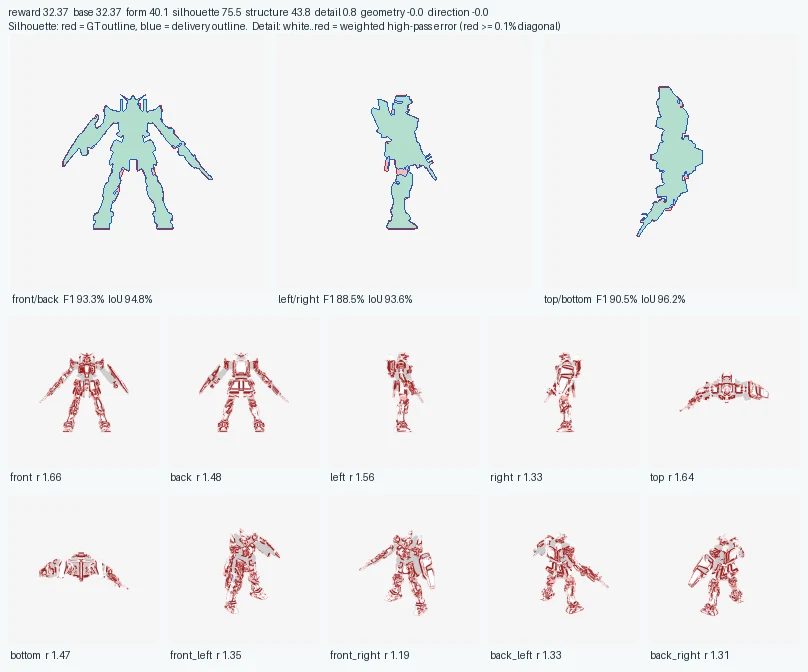 reward 32.37 base 32.37 form 40.1 silhouette 75.5 structure 43.8 detail 0.8 geometry -0.0 direction -0.0
Silhouette: red = GT outline, blue = delivery outline. Detail: white..red = weighted high-pass error (red >= 0.1% diagonal)
front/back F1 93.3% IoU 94.8%
left/right F1 88.5% IoU 93.6%
top/bottom F1 90.5% IoU 96.2%
front r 1.66
back r 1.48
left r 1.56
right r 1.33
top r 1.64
bottom r 1.47
front_left r 1.35
front_right r 1.19
back_left r 1.33
back_right r 1.31